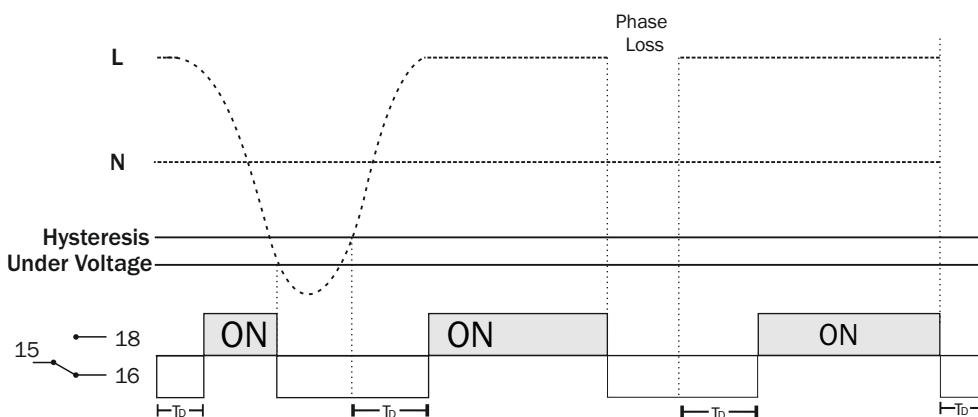 Phase
Loss
L
N
Hysteresis
Under Voltage
ON
ON
ON
18
15
16
TD
TD
TD
TD